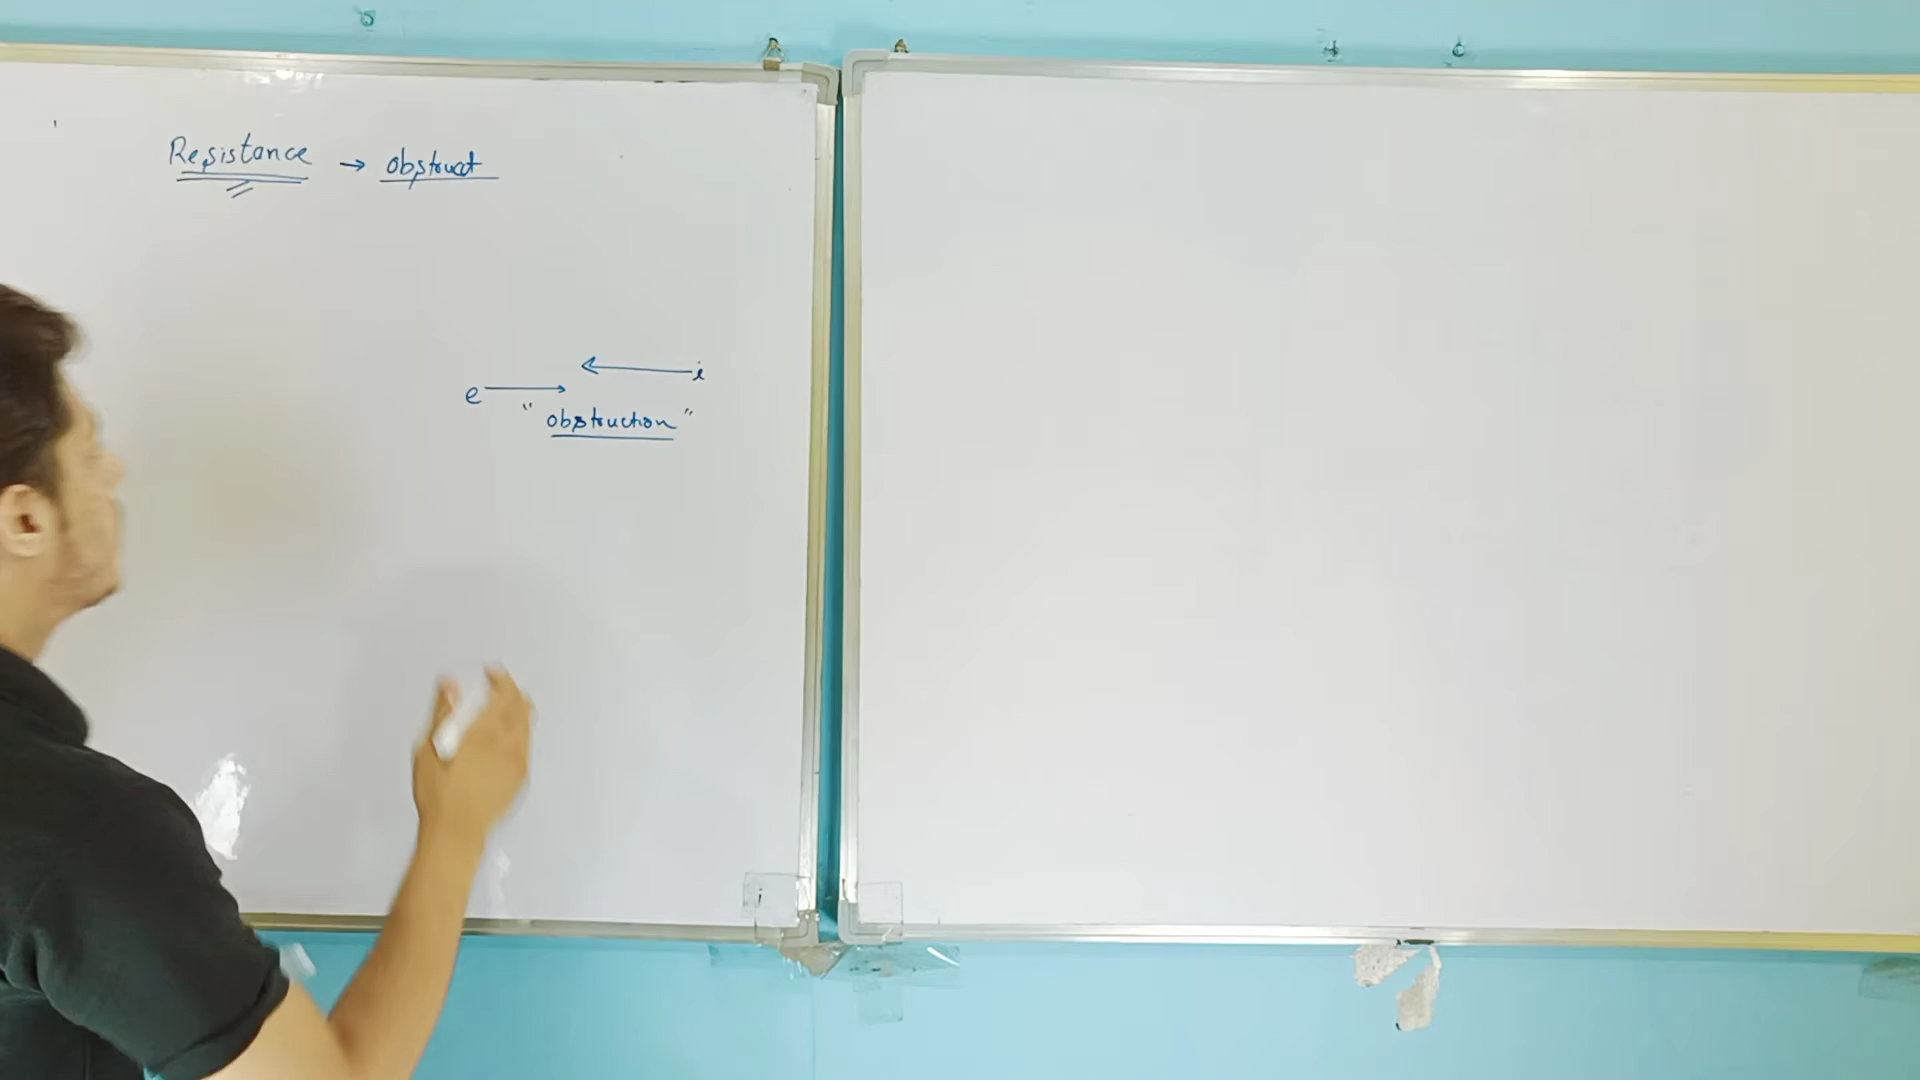 Resistance → obstruct
i
e
"obstruction"